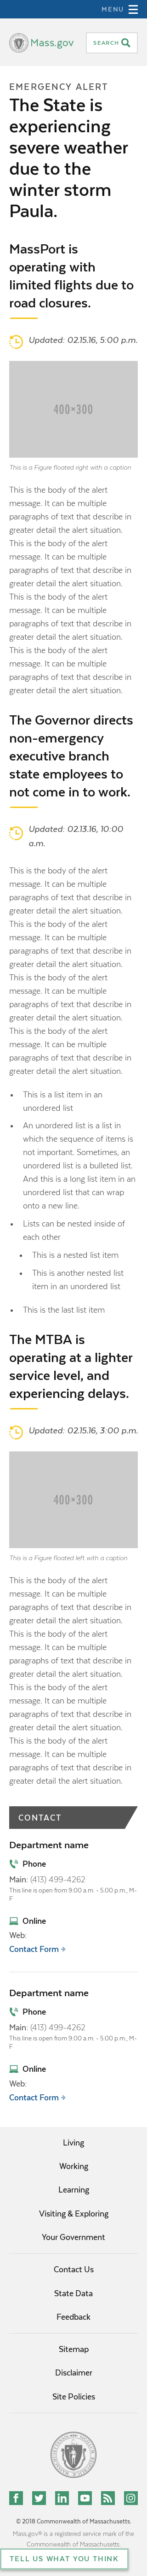 MENU
Mass.gov
SEARCH
EMERGENCY ALERT
The State is
experiencing
severe weather
due to the
winter storm
Paula.
MassPort is
operating with
limited flights due to
road closures.
Updated: 02.15.16, 5:00 p.m.
400×300
This is a Figure floated right with a caption
This is the body of the alert
message. It can be multiple
paragraphs of text that describe in
greater detail the alert situation.
This is the body of the alert
message. It can be multiple
paragraphs of text that describe in
greater detail the alert situation.
This is the body of the alert
message. It can be multiple
paragraphs of text that describe in
greater detail the alert situation.
This is the body of the alert
message. It can be multiple
paragraphs of text that describe in
greater detail the alert situation.
The Governor directs
non-emergency
executive branch
state employees to
not come in to work.
Updated: 02.13.16, 10:00
a.m.
This is the body of the alert
message. It can be multiple
paragraphs of text that describe in
greater detail the alert situation.
This is the body of the alert
message. It can be multiple
paragraphs of text that describe in
greater detail the alert situation.
This is the body of the alert
message. It can be multiple
paragraphs of text that describe in
greater detail the alert situation.
This is the body of the alert
message. It can be multiple
paragraphs of text that describe in
greater detail the alert situation.
• This is a list item in an
unordered list
• An unordered list is a list in
which the sequence of items is
not important. Sometimes, an
unordered list is a bulleted list.
And this is a long list item in an
unordered list that can wrap
onto a new line.
• Lists can be nested inside of
each other
• This is a nested list item
• This is another nested list
item in an unordered list
• This is the last list item
The MTBA is
operating at a lighter
service level, and
experiencing delays.
Updated: 02.15.16, 3:00 p.m.
400×300
This is a Figure floated left with a caption
This is the body of the alert
message. It can be multiple
paragraphs of text that describe in
greater detail the alert situation.
This is the body of the alert
message. It can be multiple
paragraphs of text that describe in
greater detail the alert situation.
This is the body of the alert
message. It can be multiple
paragraphs of text that describe in
greater detail the alert situation.
This is the body of the alert
message. It can be multiple
paragraphs of text that describe in
greater detail the alert situation.
CONTACT
Department name
Phone
Main: (413) 499-4262
This line is open from 9:00 a.m. - 5:00 p.m., M-
F
Online
Web:
Contact Form
Department name
Phone
Main: (413) 499-4262
This line is open from 9:00 a.m. - 5:00 p.m., M-
F
Online
Web:
Contact Form
Living
Working
Learning
Visiting & Exploring
Your Government
Contact Us
State Data
Feedback
Sitemap
Disclaimer
Site Policies
© 2018 Commonwealth of Massachusetts.
Mass.gov® is a registered service mark of the
Commonwealth of Massachusetts.
TELL US WHAT YOU THINK